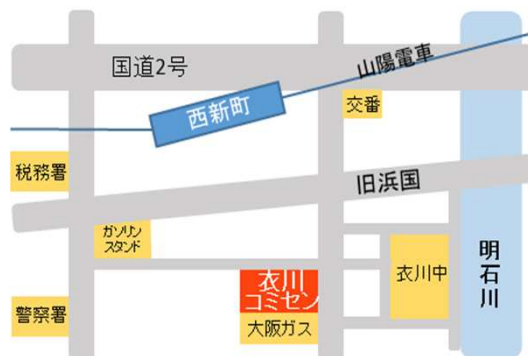 国道2号
山陽電車
西新町
交番
税務署
旧浜国
ガソリン
スタンド
衣川
コミセン
衣川中
明石川
警察署
大阪ガス